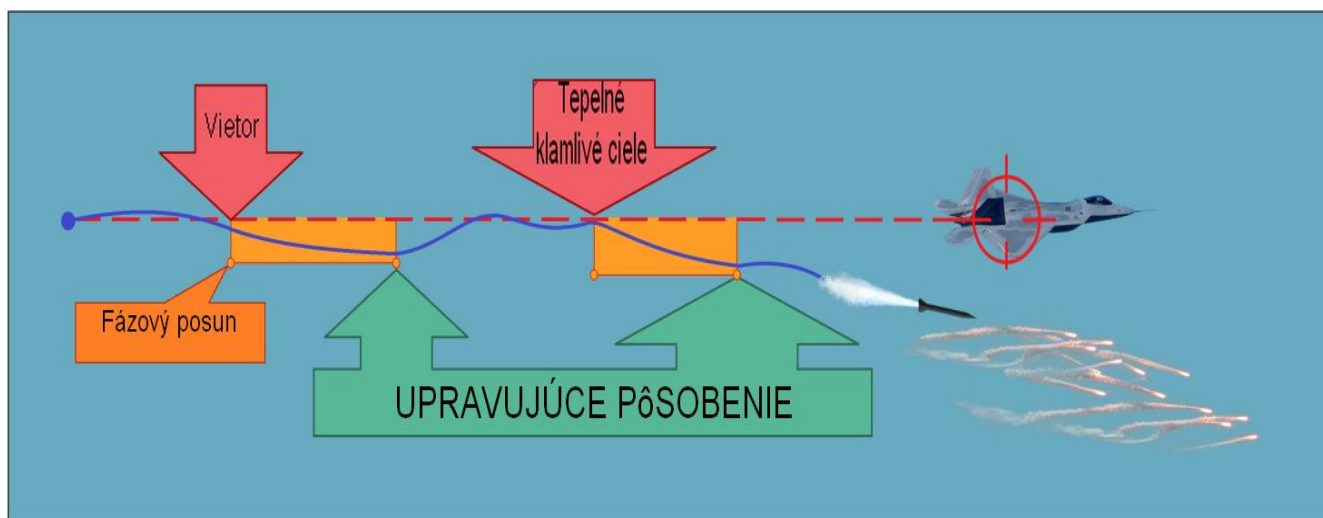 Vietor
Tepelné
klamlivé ciele
Fázový posun
UPRAVUJÚCE PôSOBENIE